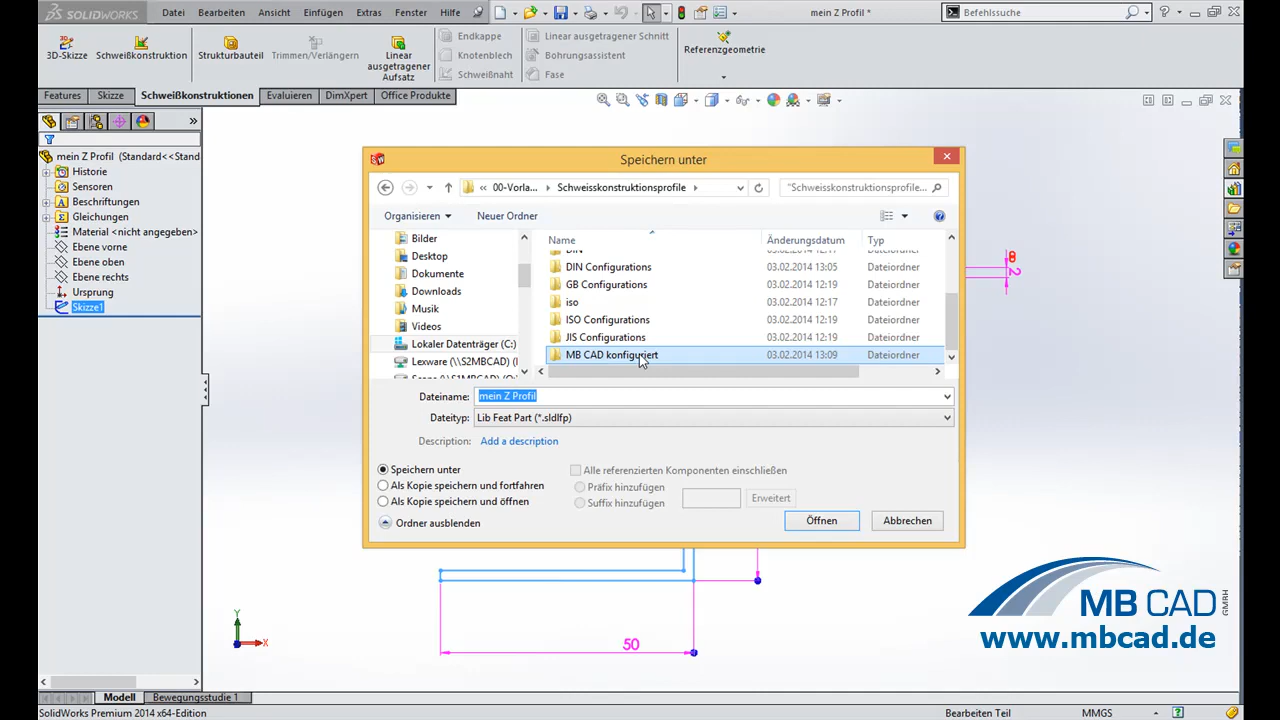 SOLIDWORKS
Datei Bearbeiten Ansicht Einfügen Extras Fenster Hilfe
mein Z Profil *
Befehlssuche
3D-Skizze
Schweißkonstruktion
Strukturbauteil
Trimmen/Verlängern
Linear
ausgetragener
Aufsatz
Endkappe
Knotenblech
Schweißnaht
Linear ausgetragener Schnitt
Bohrungsassistent
Fase
Referenzgeometrie
Features Skizze Schweißkonstruktionen Evaluieren DimXpert Office Produkte
mein Z Profil (Standard<<Stand
Historie
Sensoren
Beschriftungen
Gleichungen
Material <nicht angegeben>
Ebene vorne
Ebene oben
Ebene rechts
Ursprung
Skizze1
Speichern unter
« 00-Vorla... Schweisskonstruktionsprofile
"Schweisskonstruktionsprofile...
Organisieren Neuer Ordner
Name Änderungsdatum Typ
Bilder
Desktop
Dokumente
Downloads
Musik
Videos
Lokaler Datenträger (C:)
Lexware (\\S2MBCAD) (I
DIN
DIN Configurations 03.02.2014 13:05 Dateiordner
GB Configurations 03.02.2014 12:19 Dateiordner
iso 03.02.2014 12:17 Dateiordner
ISO Configurations 03.02.2014 12:19 Dateiordner
JIS Configurations 03.02.2014 12:19 Dateiordner
MB CAD konfiguriert 03.02.2014 13:09 Dateiordner
Dateiname: mein Z Profil
Dateityp: Lib Feat Part (*.sldlfp)
Description: Add a description
Speichern unter
Als Kopie speichern und fortfahren
Als Kopie speichern und öffnen
Alle referenzierten Komponenten einschließen
Präfix hinzufügen
Suffix hinzufügen
Erweitert
Ordner ausblenden
Öffnen Abbrechen
8
2
50
Y
X
MB CAD GMBH
www.mbcad.de
Modell Bewegungsstudie 1
SolidWorks Premium 2014 x64-Edition
Bearbeiten Teil
MMGS